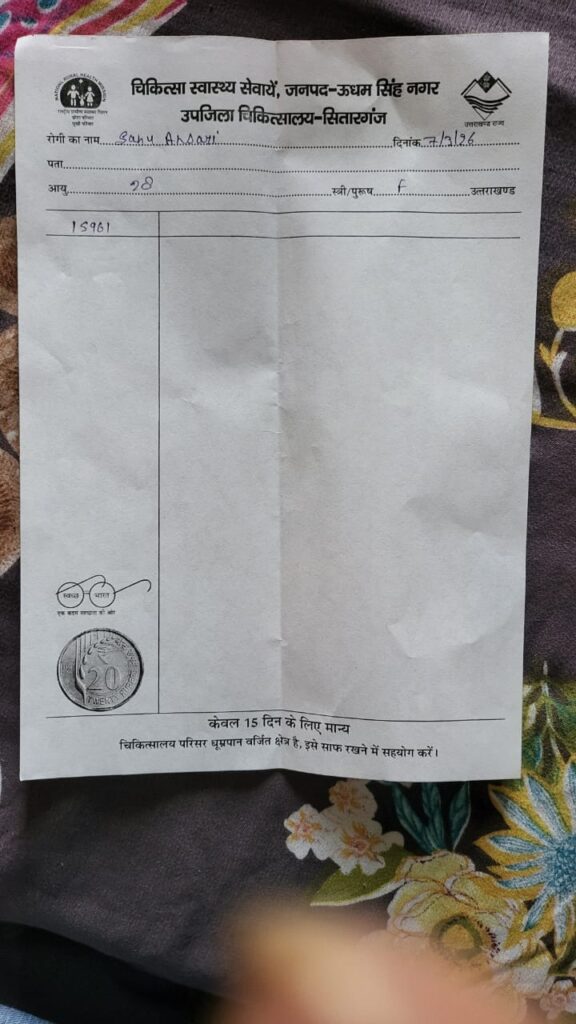 चिकित्सा स्वास्थ्य सेवायें, जनपद-ऊधम सिंह नगर
उपजिला चिकित्सालय-सितारगंज
उत्तराखण्ड राज्य
रोगी का नाम Ansari दिनांक 7/3/26
पता
आयु 28 स्त्री/पुरूष F उत्तराखण्ड
15961
स्वच्छ भारत
एक कदम स्वच्छता की ओर
20
TWENTY
केवल 15 दिन के लिए मान्य
चिकित्सालय परिसर धूम्रपान वर्जित क्षेत्र है, इसे साफ रखने में सहयोग करें।